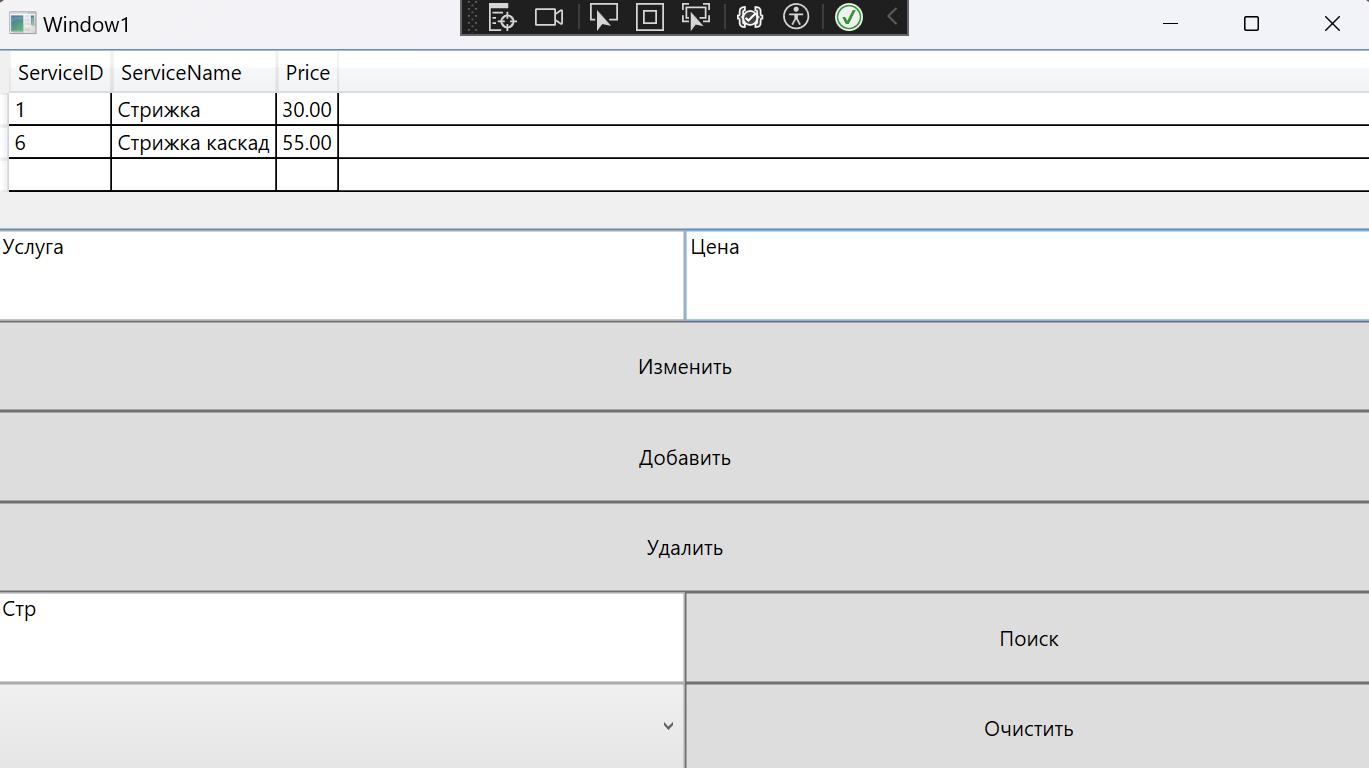 Window1
ServiceID ServiceName Price
1 Стрижка 30.00
6 Стрижка каскад 55.00
Услуга Цена
Изменить
Добавить
Удалить
Стр Поиск
Очистить